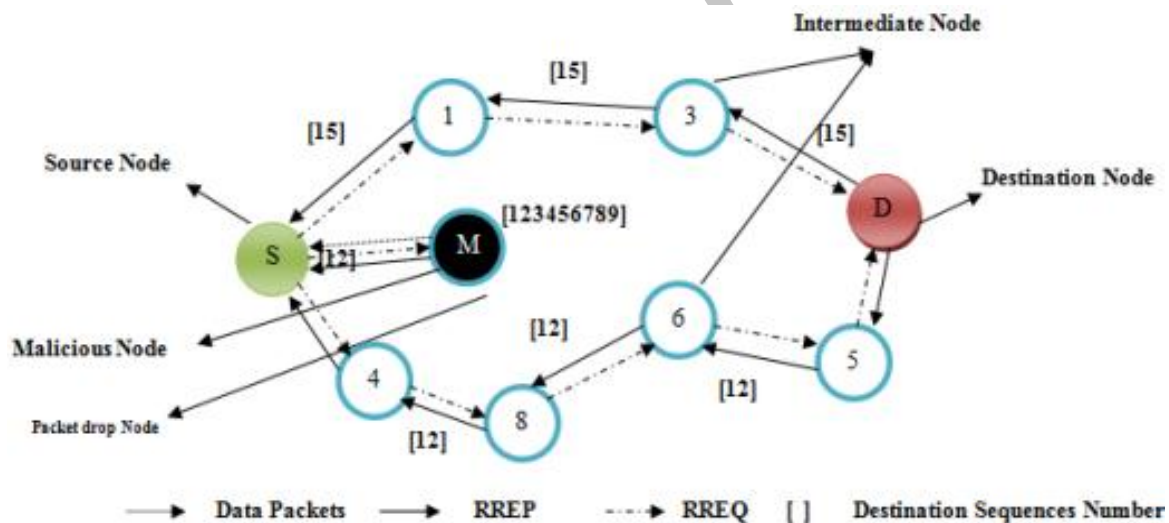 Intermediate Node
[15]
1
3
[15]
[15]
Source Node
Destination Node
D
[123456789]
M
S
[12]
6
Malicious Node
[12]
5
4
[12]
8
Packet drop Node
[12]
Data Packets RREP RREQ [ ] Destination Sequences Number